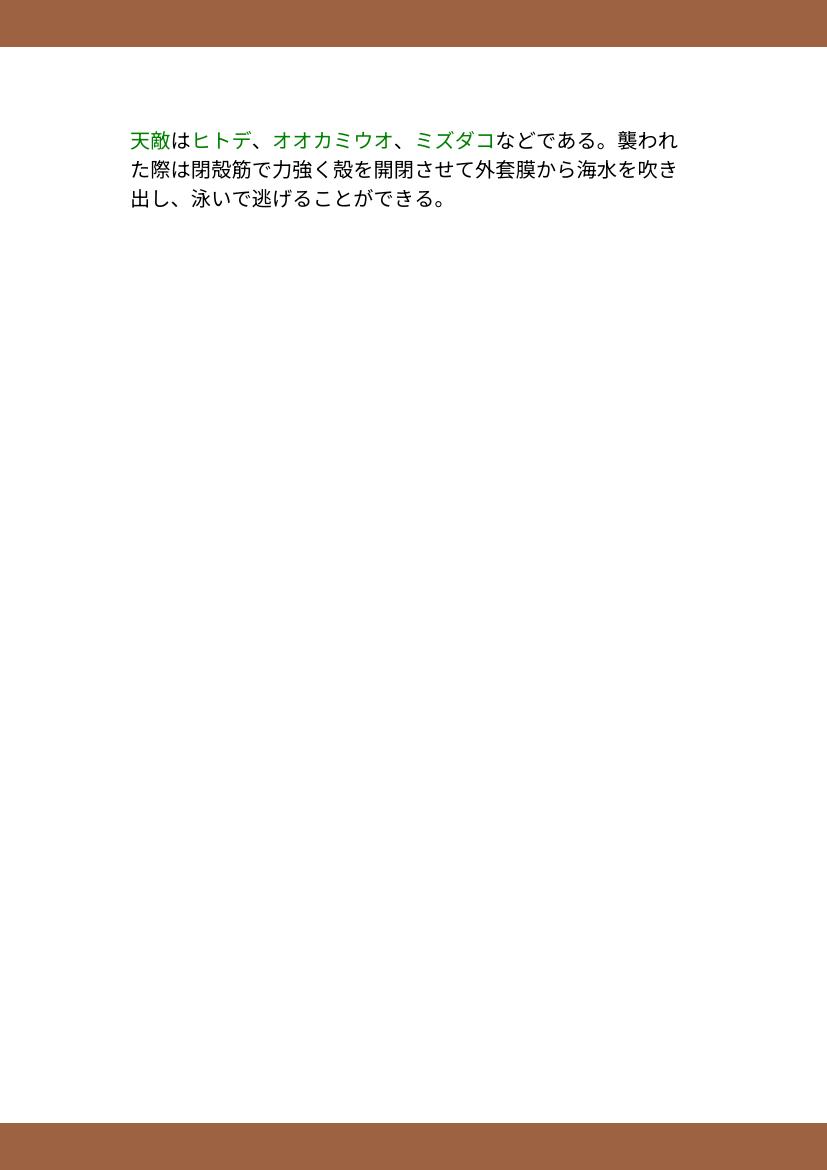 天敵はヒトデ、オオカミウオ、ミズダコなどである。襲われ
た際は閉殻筋で力強く殻を開閉させて外套膜から海水を吹き
出し、泳いで逃げることができる。